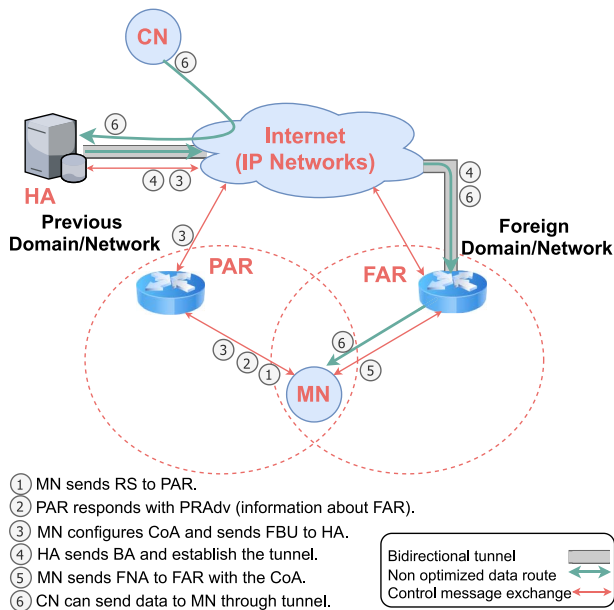 CN
6
6
Internet
(IP Networks)
HA
4 3
4
6
Previous
Domain/Network
Foreign
Domain/Network
3
PAR
FAR
3
2
1
6
5
MN
1 MN sends RS to PAR.
2 PAR responds with PRAdv (information about FAR).
3 MN configures CoA and sends FBU to HA.
4 HA sends BA and establish the tunnel.
5 MN sends FNA to FAR with the CoA.
6 CN can send data to MN through tunnel.
Bidirectional tunnel
Non optimized data route
Control message exchange